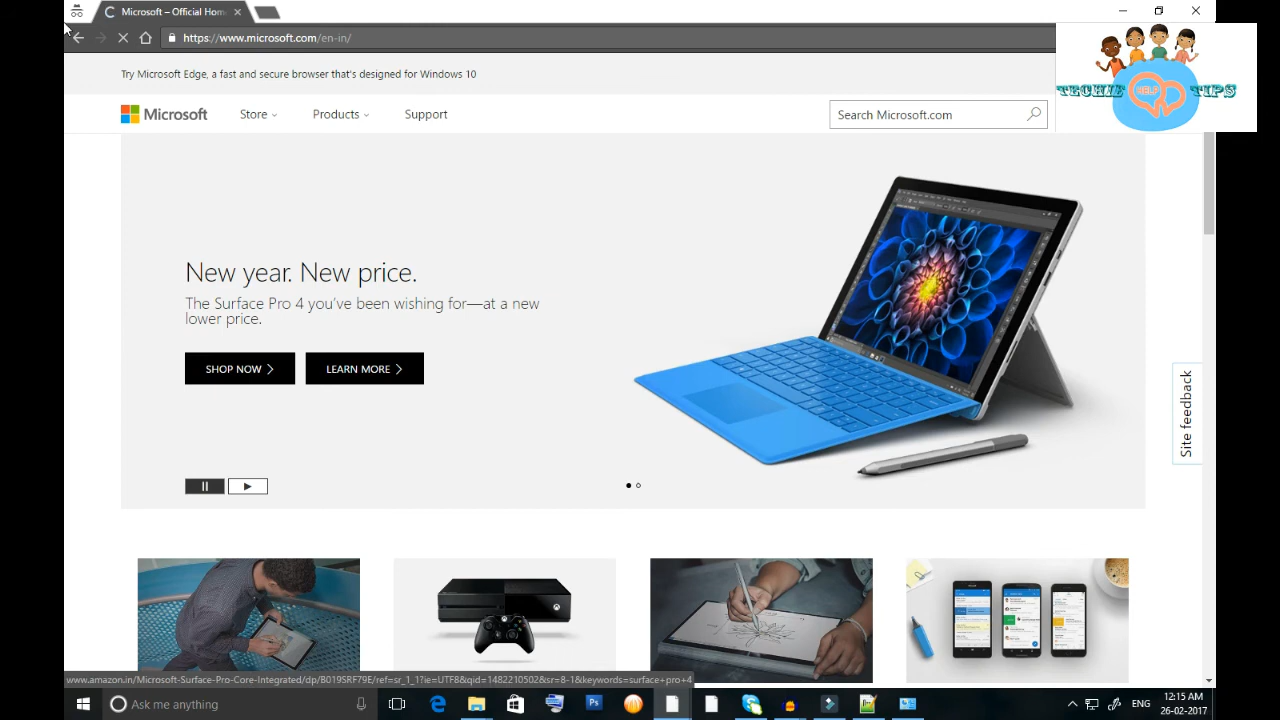 Microsoft – Official Hom
https://www.microsoft.com/en-in/
TECHIE HELP TIPS
Try Microsoft Edge, a fast and secure browser that's designed for Windows 10
Microsoft
Store
Products
Support
Search Microsoft.com
New year. New price.
The Surface Pro 4 you've been wishing for—at a new
lower price.
SHOP NOW
LEARN MORE
Site feedback
www.amazon.in/Microsoft-Surface-Pro-Core-Integrated/dp/B019SRF79E/ref=sr_1_1?ie=UTF8&qid=1482210502&sr=8-1&keywords=surface+pro+4
Ask me anything
Ps
ENG
12:15 AM
26-02-2017